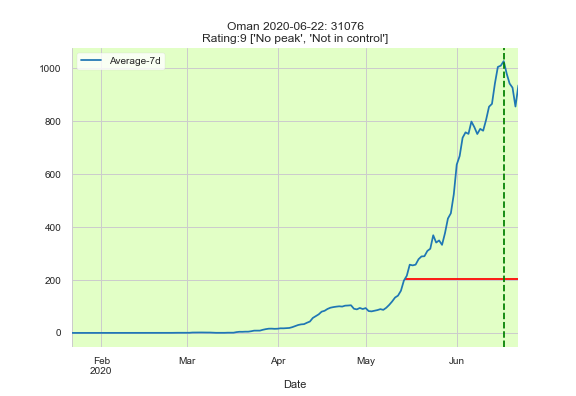 Oman 2020-06-22: 31076
Rating:9 ['No peak', 'Not in control']
Average-7d
1000
800
600
400
200
0
Feb
2020
Mar
Apr
May
Jun
Date